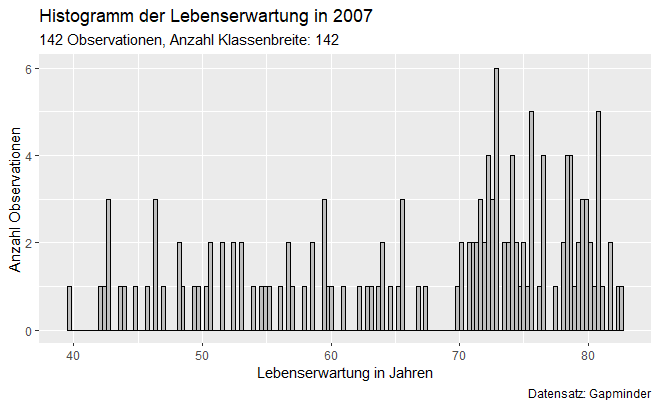 Histogramm der Lebenserwartung in 2007
142 Observationen, Anzahl Klassenbreite: 142
Anzahl Observationen
6
4
2
0
40 50 60 70 80
Lebenserwartung in Jahren
Datensatz: Gapminder